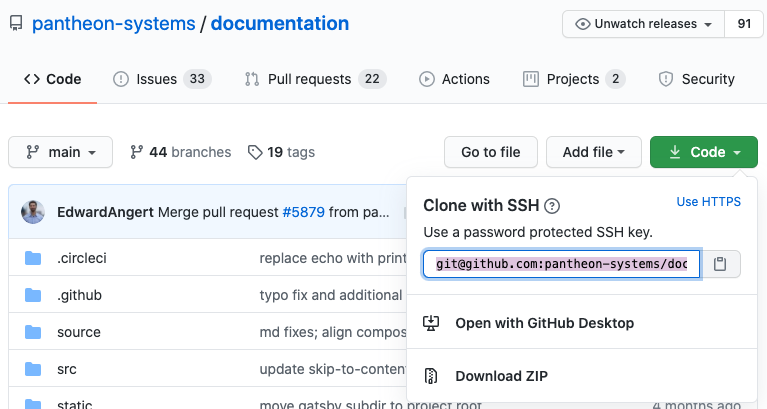 pantheon-systems / documentation
Unwatch releases 91
Code Issues 33 Pull requests 22 Actions Projects 2 Security
main 44 branches 19 tags Go to file Add file Code
EdwardAngert Merge pull request #5879 from pa...
Clone with SSH Use HTTPS
Use a password protected SSH key.
git@github.com:pantheon-systems/doc
Open with GitHub Desktop
Download ZIP
.circleci replace echo with print
.github typo fix and additional
source md fixes; align compos
src update skip-to-conten
static move gatsby subdir to project root 4 months ago